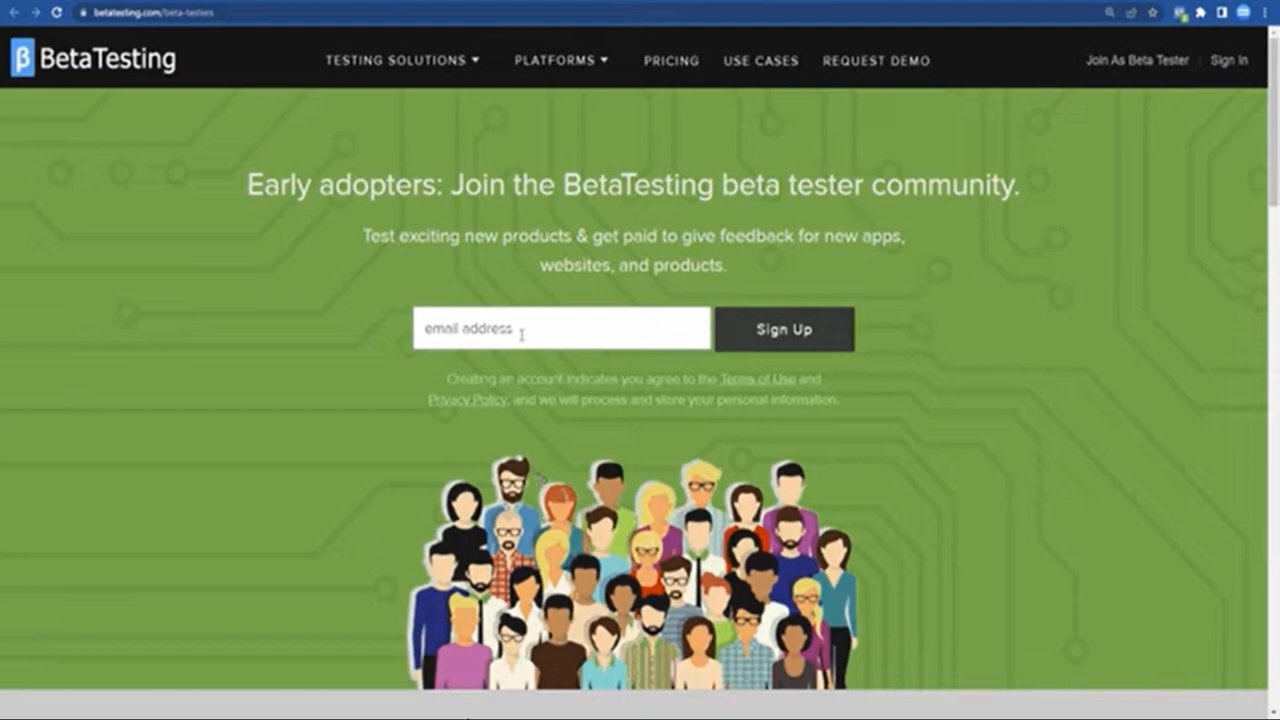 betatesting.com/beta-testers
β BetaTesting
TESTING SOLUTIONS
PLATFORMS
PRICING
USE CASES
REQUEST DEMO
Join As Beta Tester
Sign In
Early adopters: Join the BetaTesting beta tester community.
Test exciting new products & get paid to give feedback for new apps,
websites, and products.
email address
Sign Up
Creating an account indicates you agree to the Terms of Use and
Privacy Policy, and we will process and store your personal information.